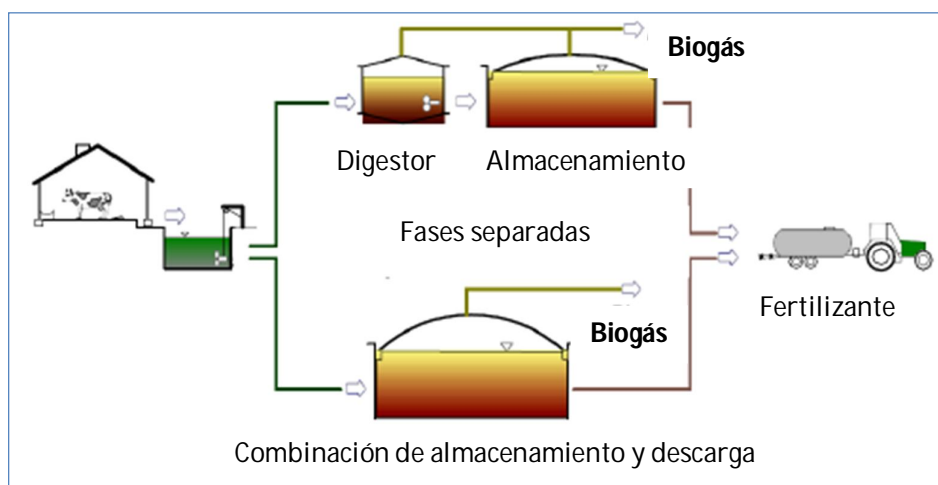 Biogás
Digestor
Almacenamiento
Fases separadas
Fertilizante
Biogás
Combinación de almacenamiento y descarga